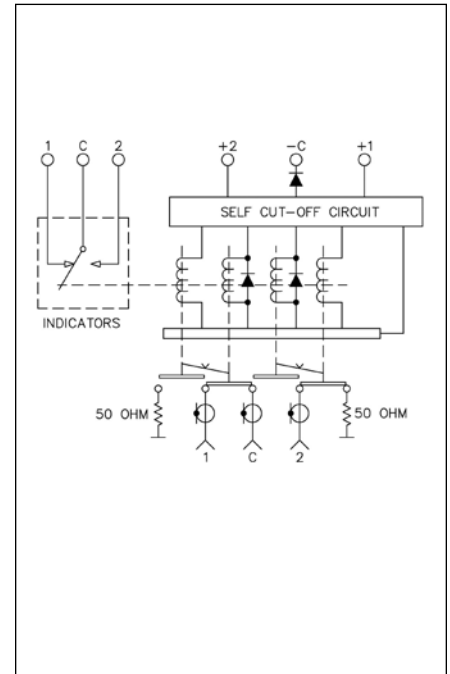 1 C 2 +2 -C +1
SELF CUT-OFF CIRCUIT
INDICATORS
50 OHM 50 OHM
1 C 2